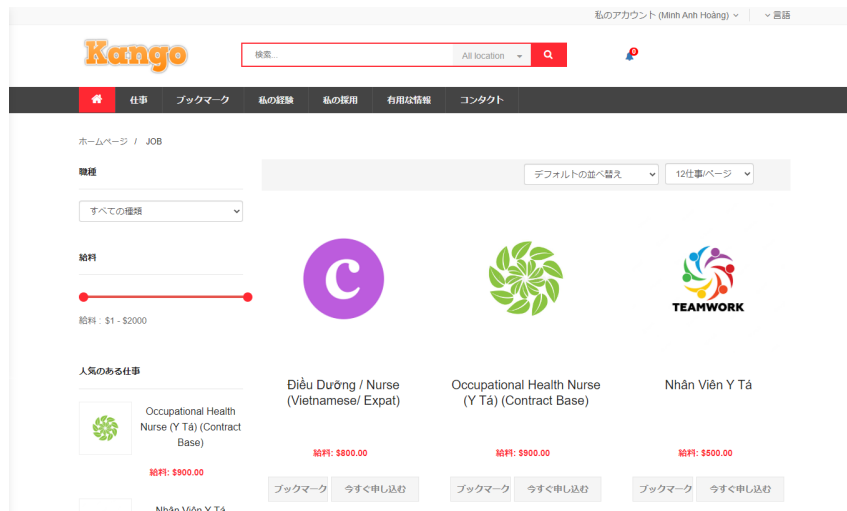 私のアカウント (Minh Anh Hoàng)
言語
Kango
検索...
All location
0
仕事 ブックマーク 私の経験 私の採用 有用な情報 コンタクト
ホームページ / JOB
職種
デフォルトの並べ替え
12仕事/ページ
すべての種類
給料
給料 : $1 - $2000
C
TEAMWORK
人気のある仕事
Occupational Health
Nurse (Y Tá) (Contract
Base)
給料: $900.00
Nhân Viên Y Tá
Điều Dưỡng / Nurse
(Vietnamese/ Expat)
給料: $800.00
ブックマーク 今すぐ申し込む
Occupational Health Nurse
(Y Tá) (Contract Base)
給料: $900.00
ブックマーク 今すぐ申し込む
Nhân Viên Y Tá
給料: $500.00
ブックマーク 今すぐ申し込む